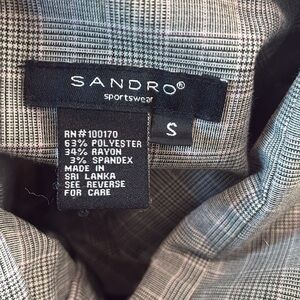 SANDRO®
sportswear
S
RN#100170
63% POLYESTER
34% RAYON
3% SPANDEX
MADE IN
SRI LANKA
SEE REVERSE
FOR CARE